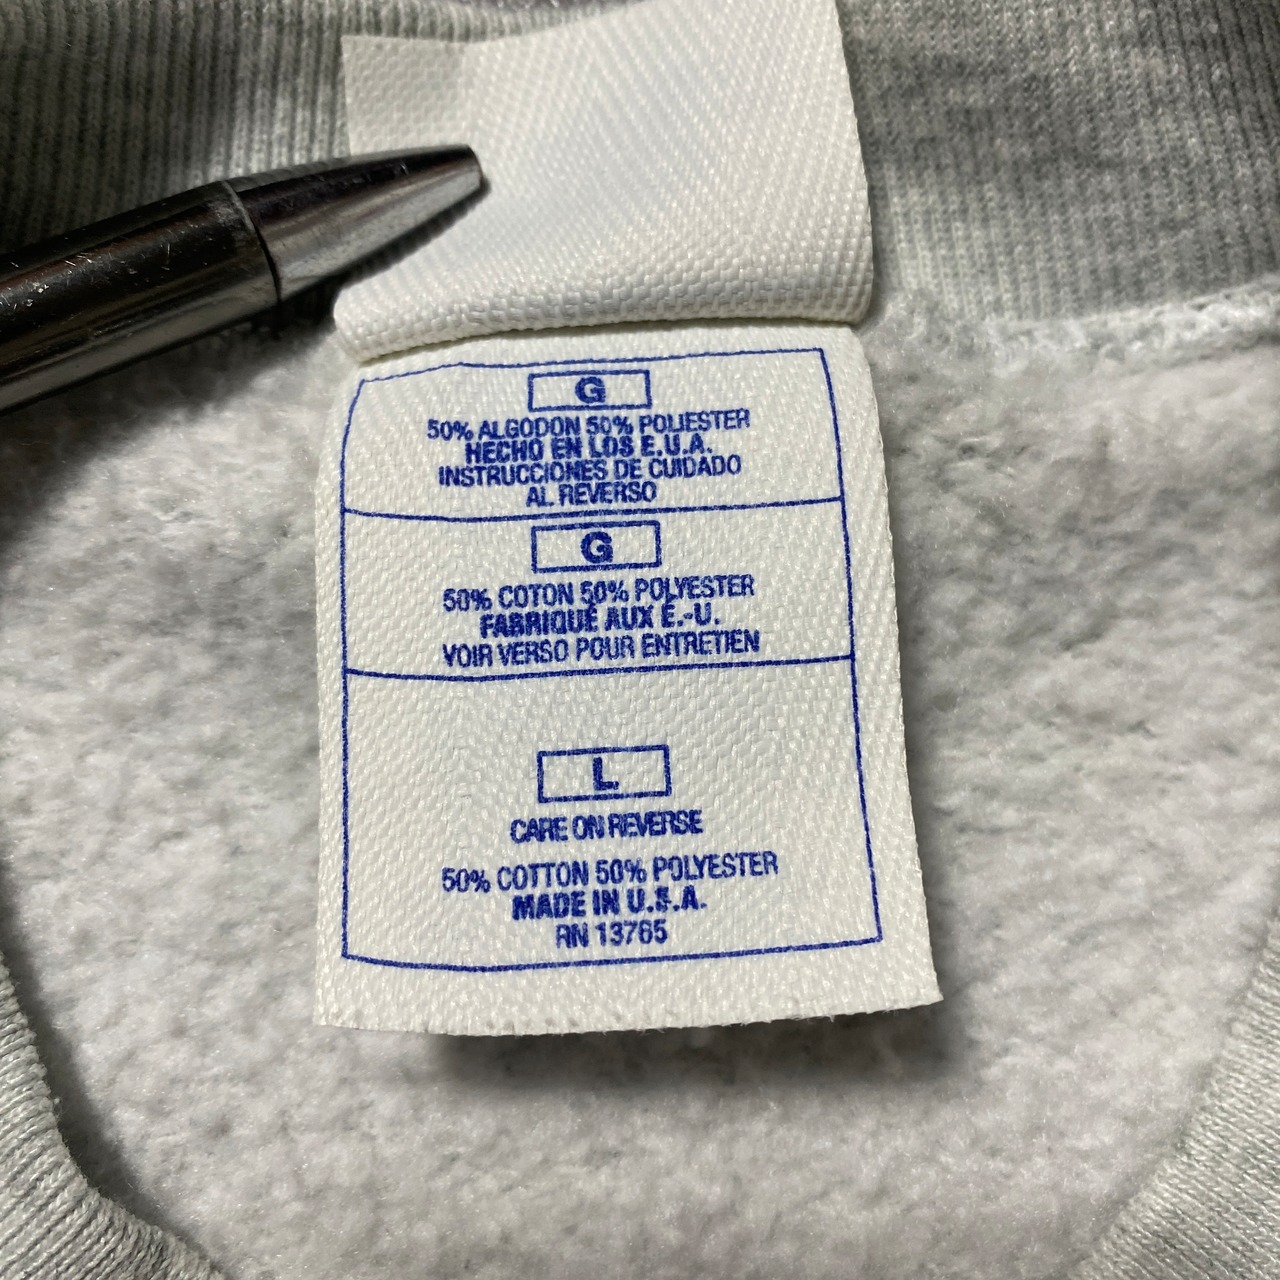 G
50% ALGODON 50% POLIESTER
HECHO EN LOS E.U.A.
INSTRUCCIONES DE CUIDADO
AL REVERSO
G
50% COTON 50% POLYESTER
FABRIQUÉ AUX É.-U.
VOIR VERSO POUR ENTRETIEN
L
CARE ON REVERSE
50% COTTON 50% POLYESTER
MADE IN U.S.A.
RN 13765